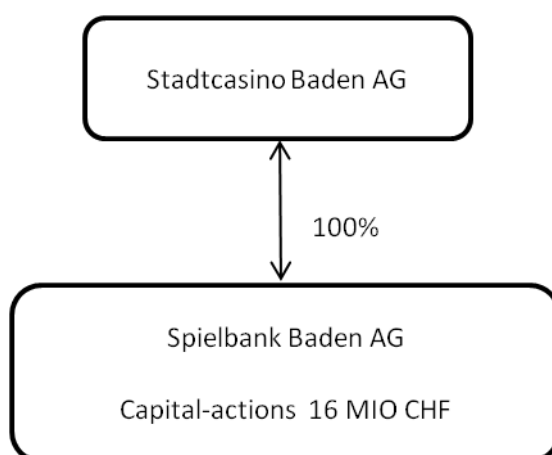 Stadtcasino Baden AG
100%
Spielbank Baden AG
Capital-actions 16 MIO CHF